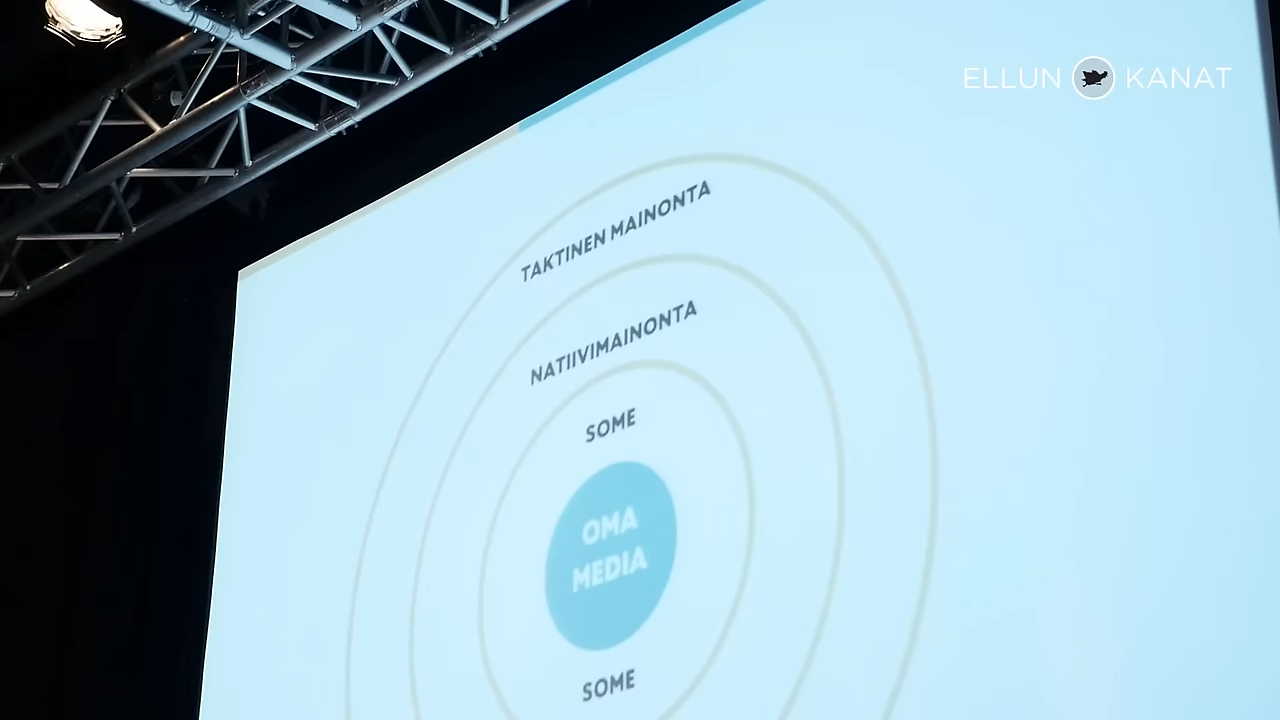 ELLUN KANAT
TAKTINEN MAINONTA
NATIIVIMAINONTA
SOME
OMA
MEDIA
SOME